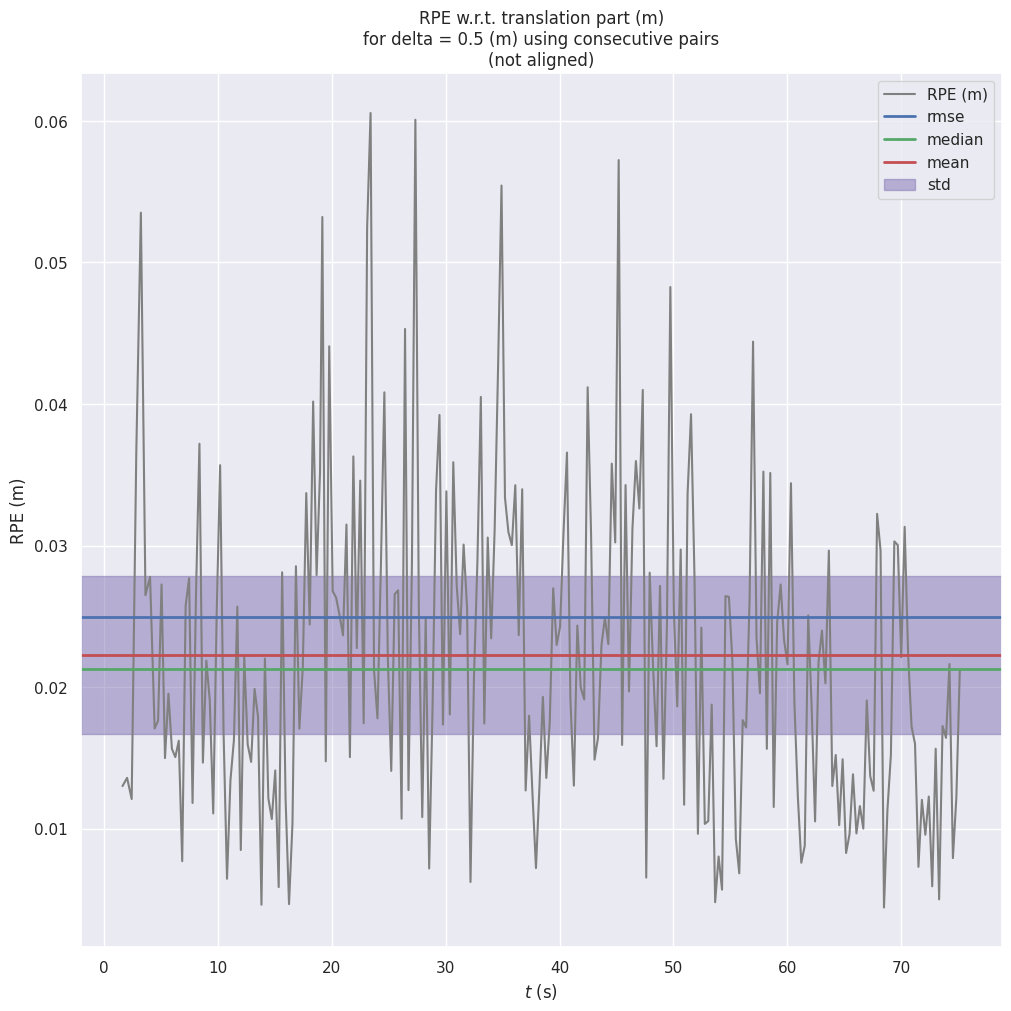 RPE w.r.t. translation part (m)
for delta = 0.5 (m) using consecutive pairs
(not aligned)
RPE (m)
rmse
median
mean
std
RPE (m)
0.06
0.05
0.04
0.03
0.02
0.01
0 10 20 30 40 50 60 70
t (s)